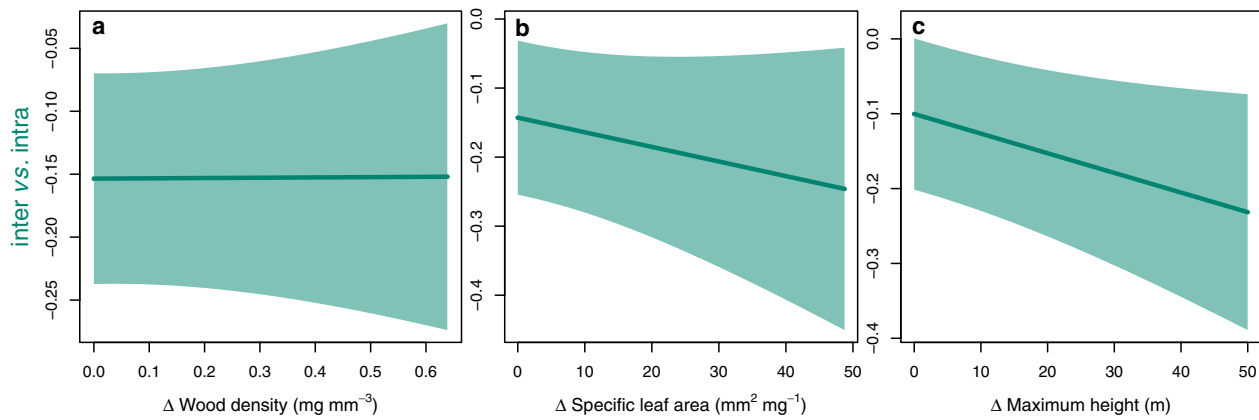 inter vs. intra
a
−0.05
−0.10
−0.15
−0.20
−0.25
0.0 0.1 0.2 0.3 0.4 0.5 0.6
Δ Wood density (mg mm⁻³)
b
0.0
−0.1
−0.2
−0.3
−0.4
0 10 20 30 40 50
Δ Specific leaf area (mm² mg⁻¹)
c
0.0
−0.1
−0.2
−0.3
−0.4
0 10 20 30 40 50
Δ Maximum height (m)